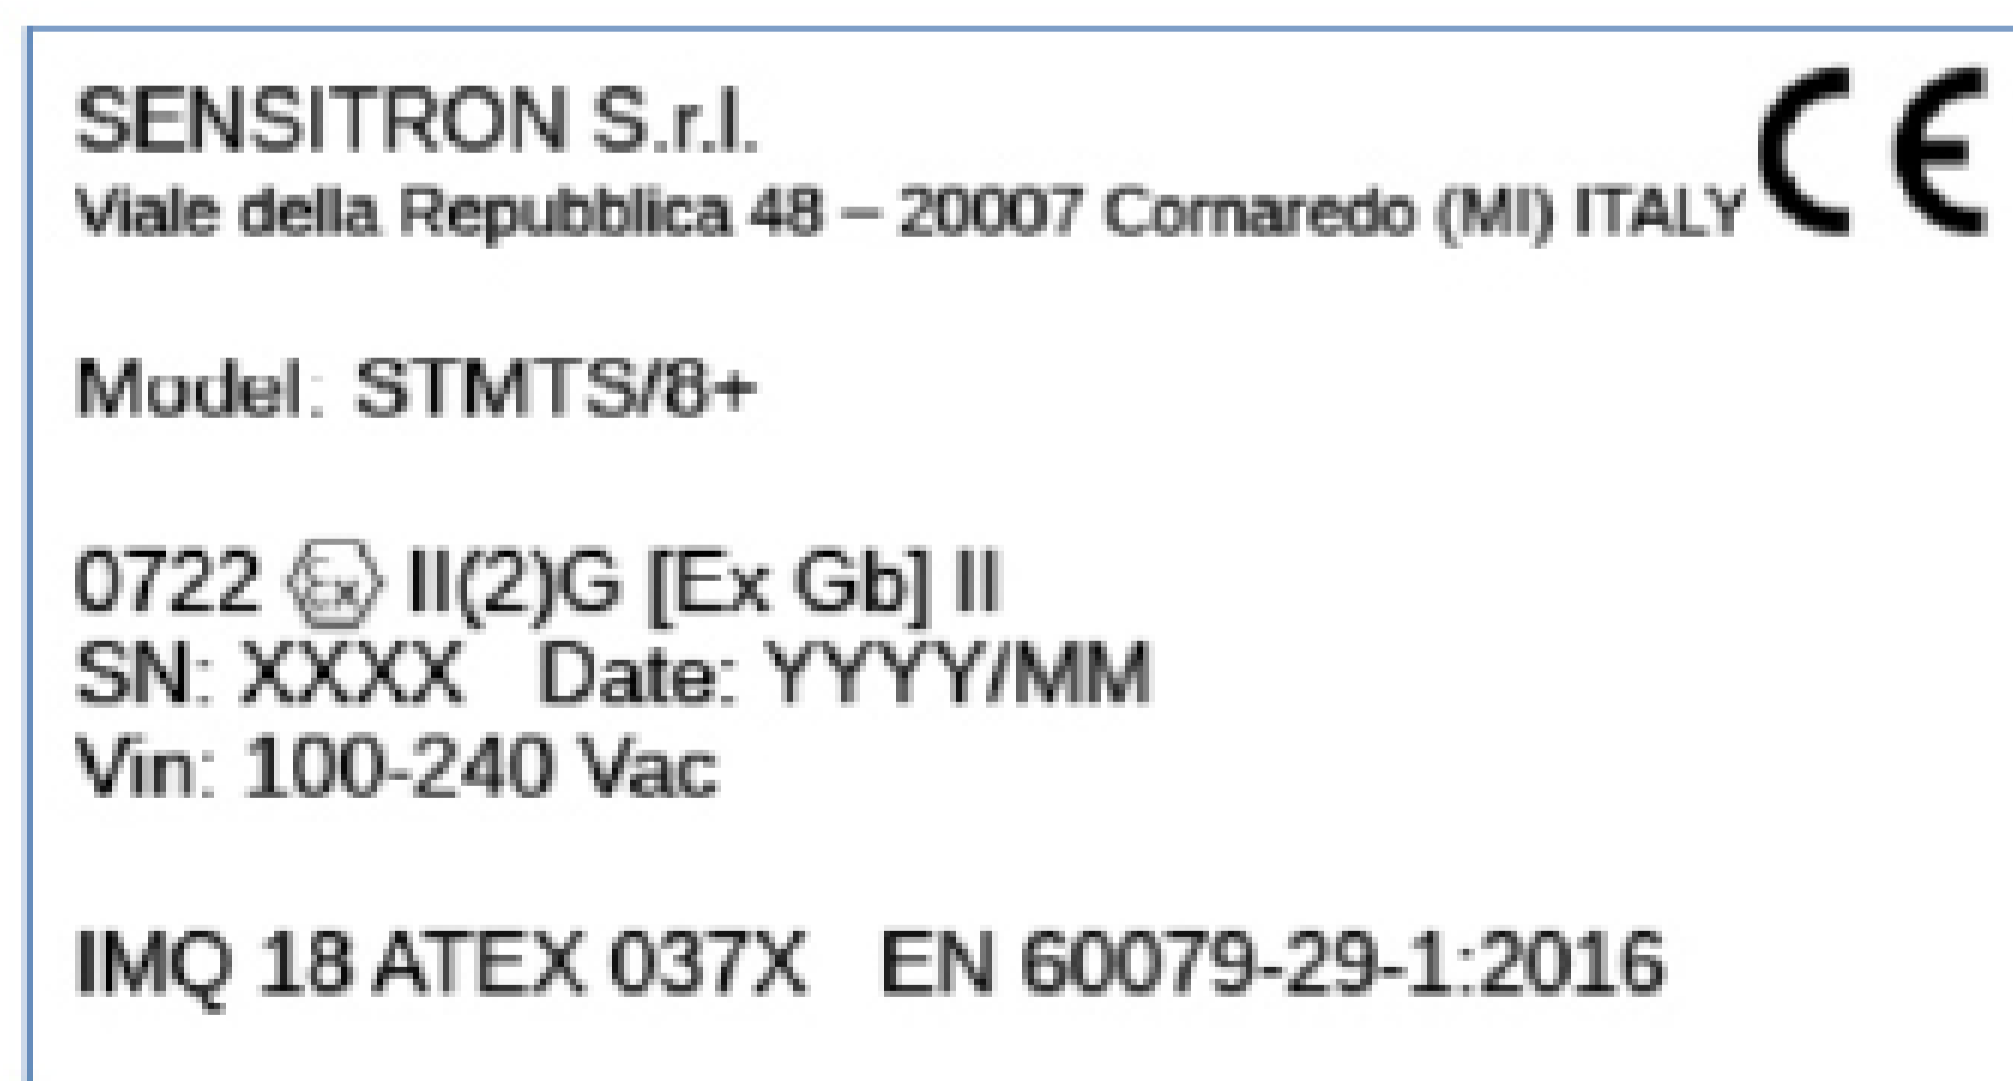 SENSITRON S.r.l.
CE
Viale della Repubblica 48 – 20007 Cornaredo (MI) ITALY
Model: STMTS/8+
0722 Ex II(2)G [Ex Gb] II
SN: XXXX Date: YYYY/MM
Vin: 100-240 Vac
IMQ 18 ATEX 037X EN 60079-29-1:2016